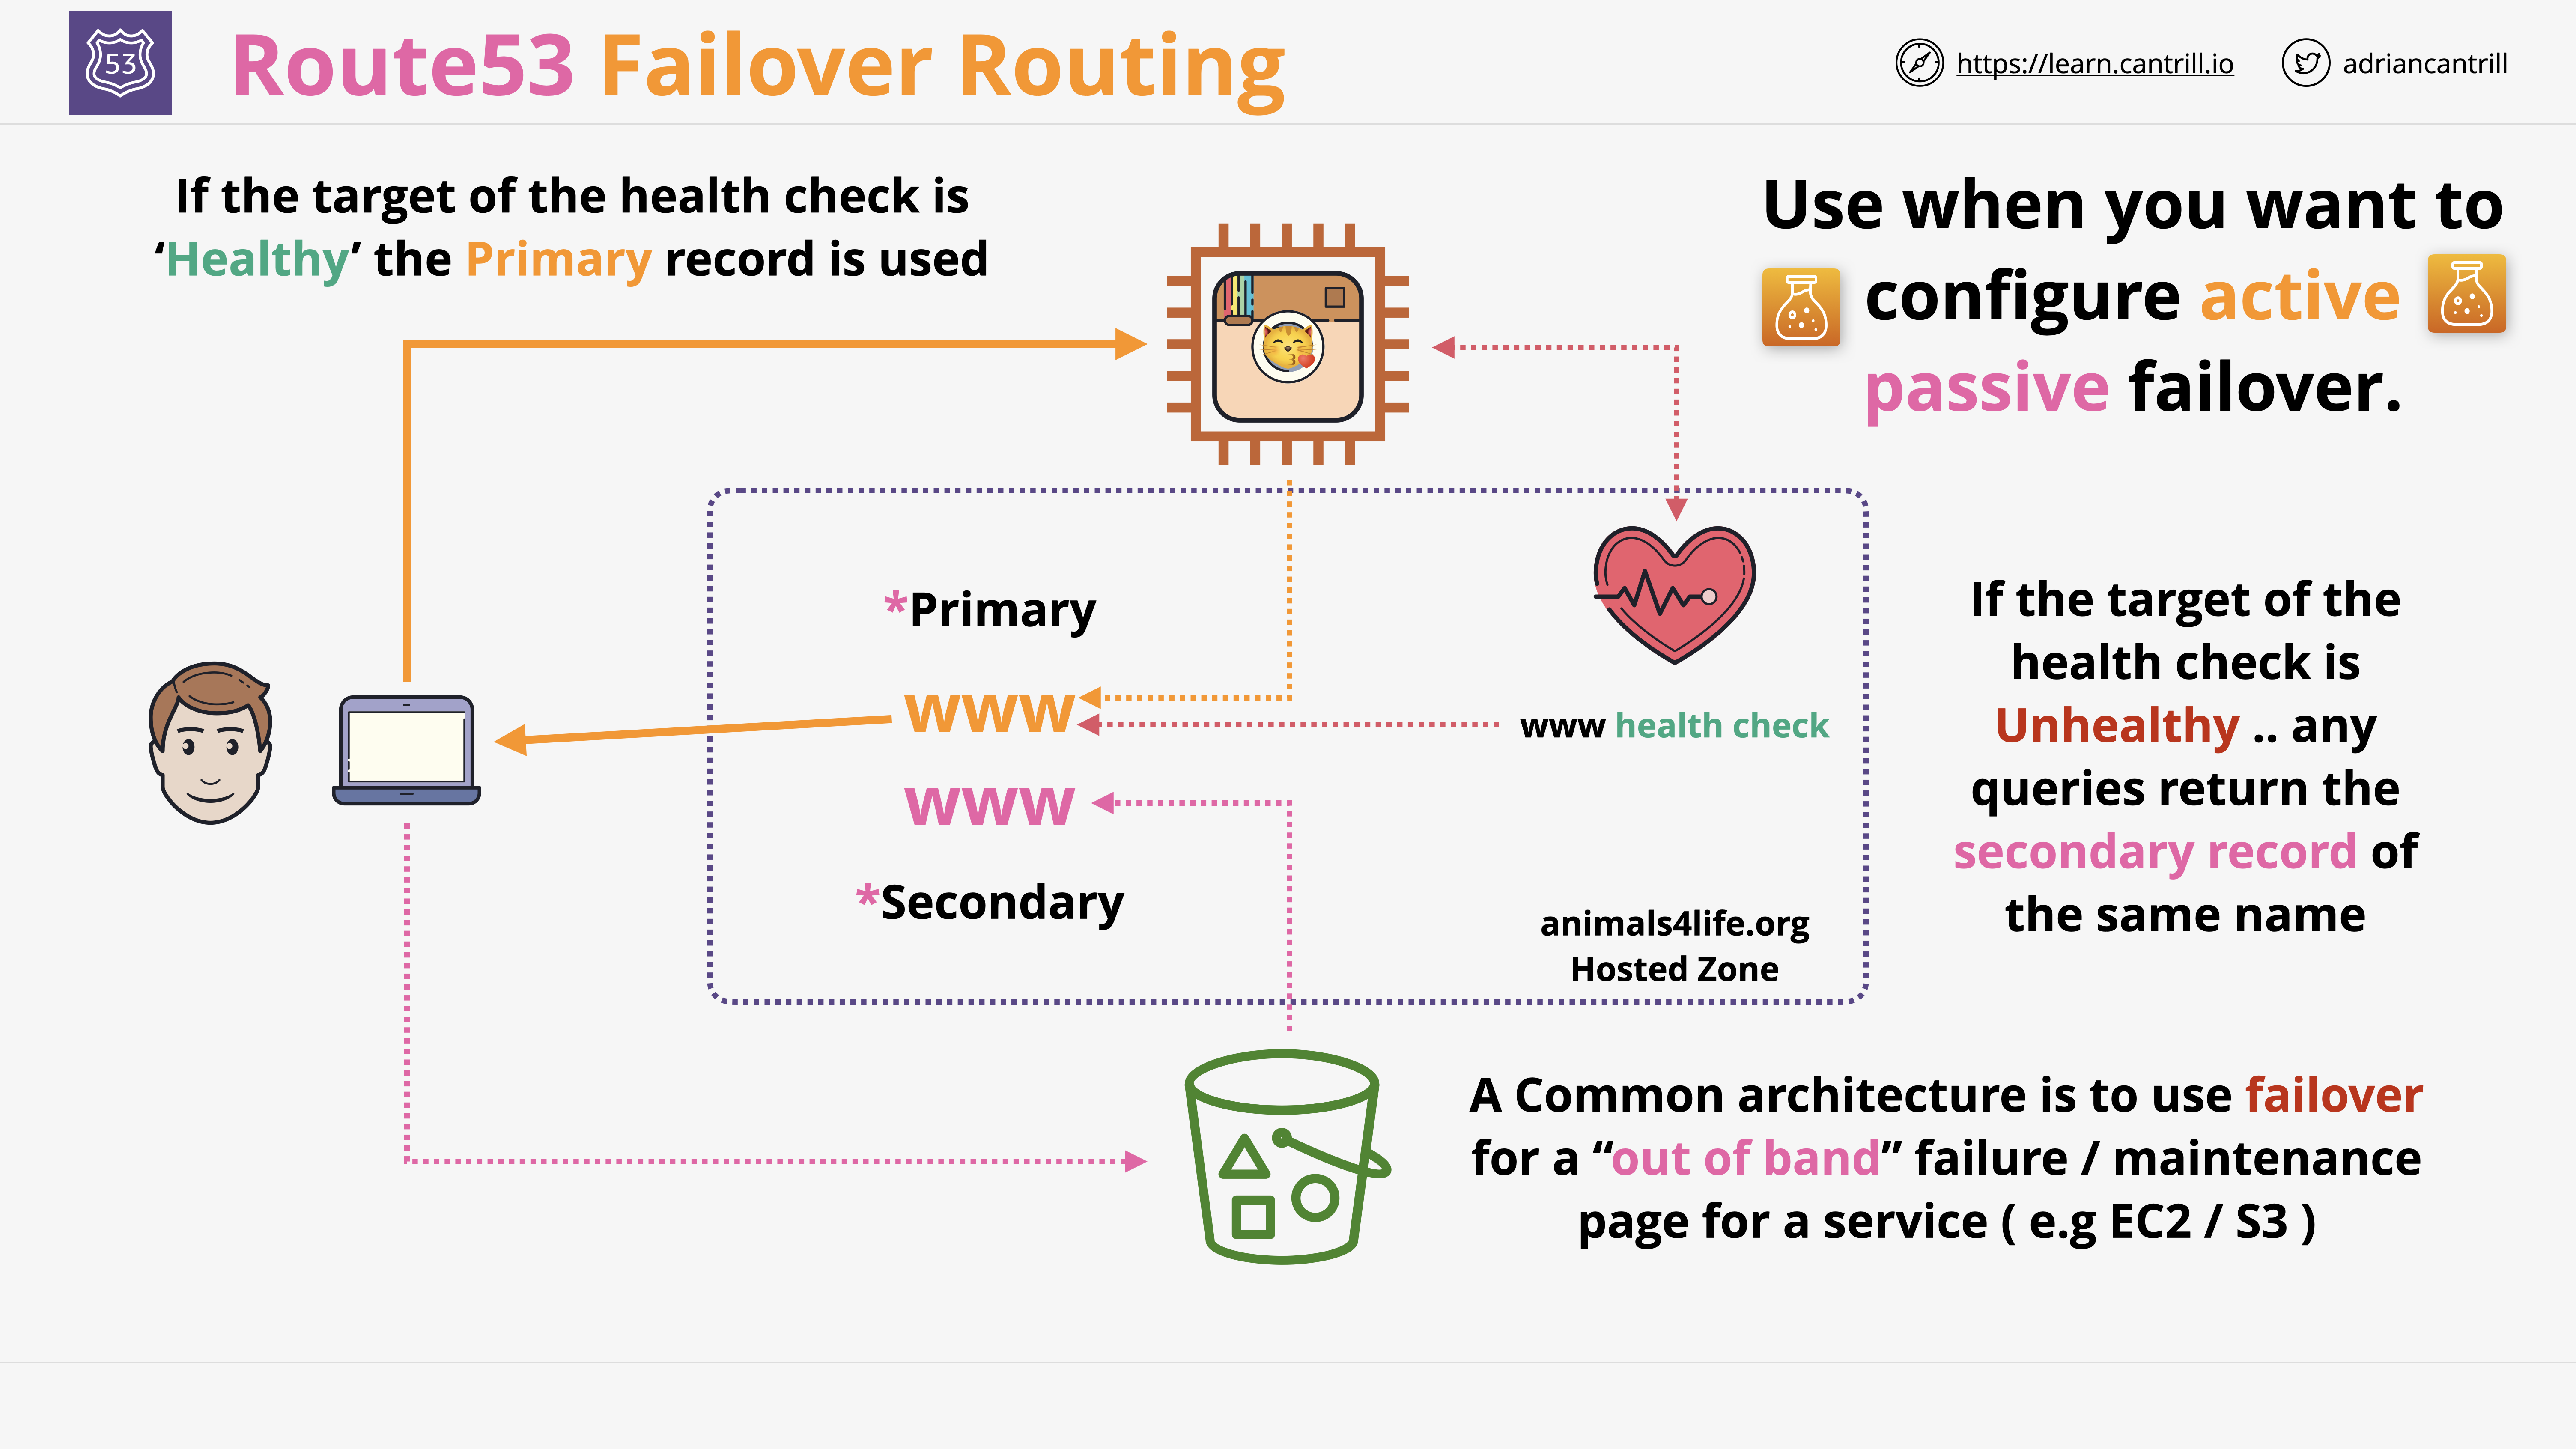 53
Route53 Failover Routing
https://learn.cantrill.io
adriancantrill
If the target of the health check is
‘Healthy’ the Primary record is used
Use when you want to
configure active
passive failover.
*Primary
www
www health check
www
*Secondary
animals4life.org
Hosted Zone
If the target of the
health check is
Unhealthy .. any
queries return the
secondary record of
the same name
A Common architecture is to use failover
for a “out of band” failure / maintenance
page for a service ( e.g EC2 / S3 )